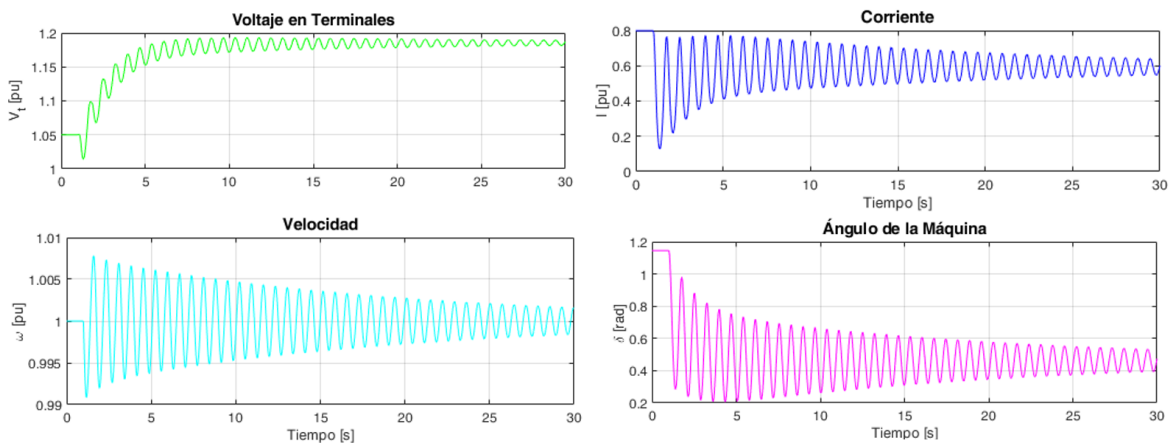 Voltaje en Terminales
1.2
1.15
1.1
1.05
1
V_t [pu]
0 5 10 15 20 25 30
Corriente
0.8
0.6
0.4
0.2
0
I [pu]
0 5 10 15 20 25 30
Tiempo [s]
Velocidad
1.01
1.005
1
0.995
0.99
ω [pu]
0 5 10 15 20 25 30
Tiempo [s]
Ángulo de la Máquina
1.2
1
0.8
0.6
0.4
0.2
δ [rad]
0 5 10 15 20 25 30
Tiempo [s]